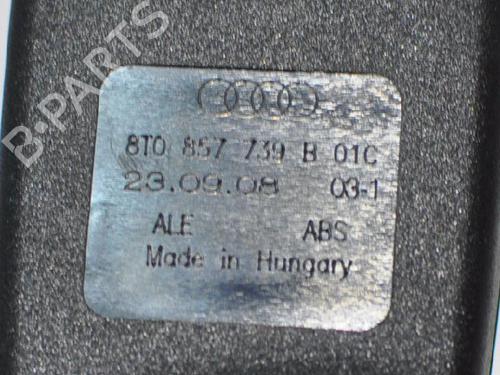 B-PARTS
8T0 857 739 B 01C
23.09.08 03-1
ALE ABS
Made in Hungary